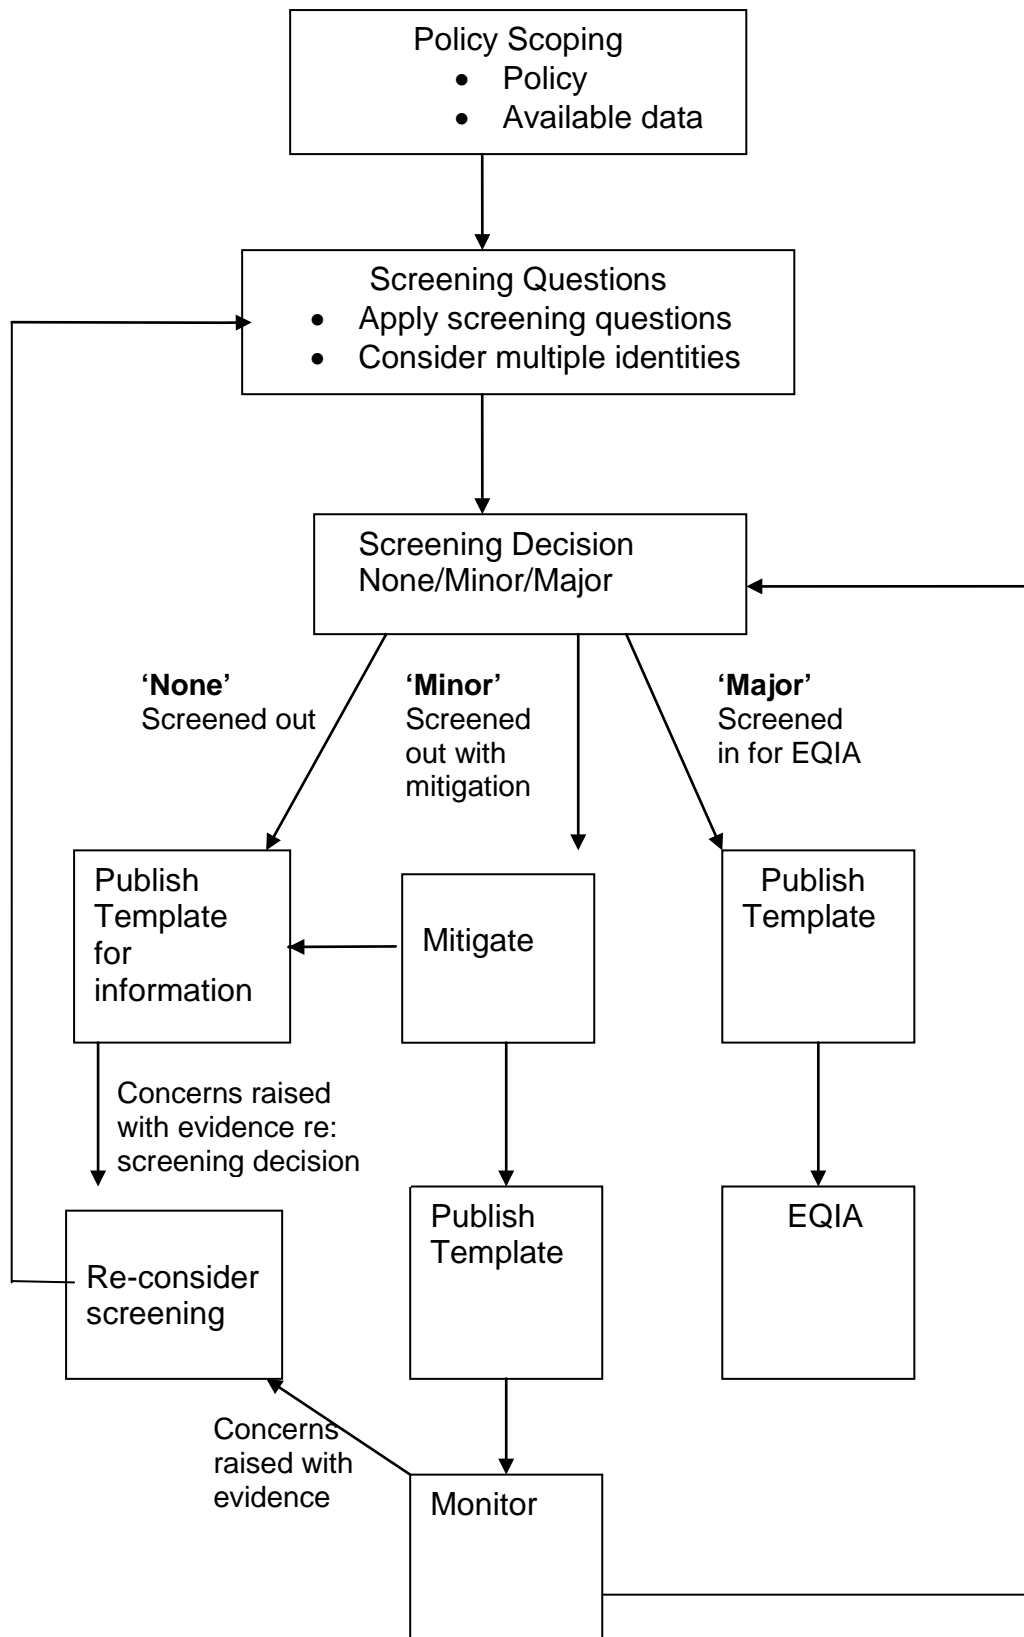 Policy Scoping
• Policy
• Available data
Screening Questions
• Apply screening questions
• Consider multiple identities
Screening Decision
None/Minor/Major
‘None’
Screened out
‘Minor’
Screened
out with
mitigation
‘Major’
Screened
in for EQIA
Publish
Template
for
information
Mitigate
Publish
Template
Concerns raised
with evidence re:
screening decision
Re-consider
screening
Publish
Template
EQIA
Concerns
raised with
evidence
Monitor